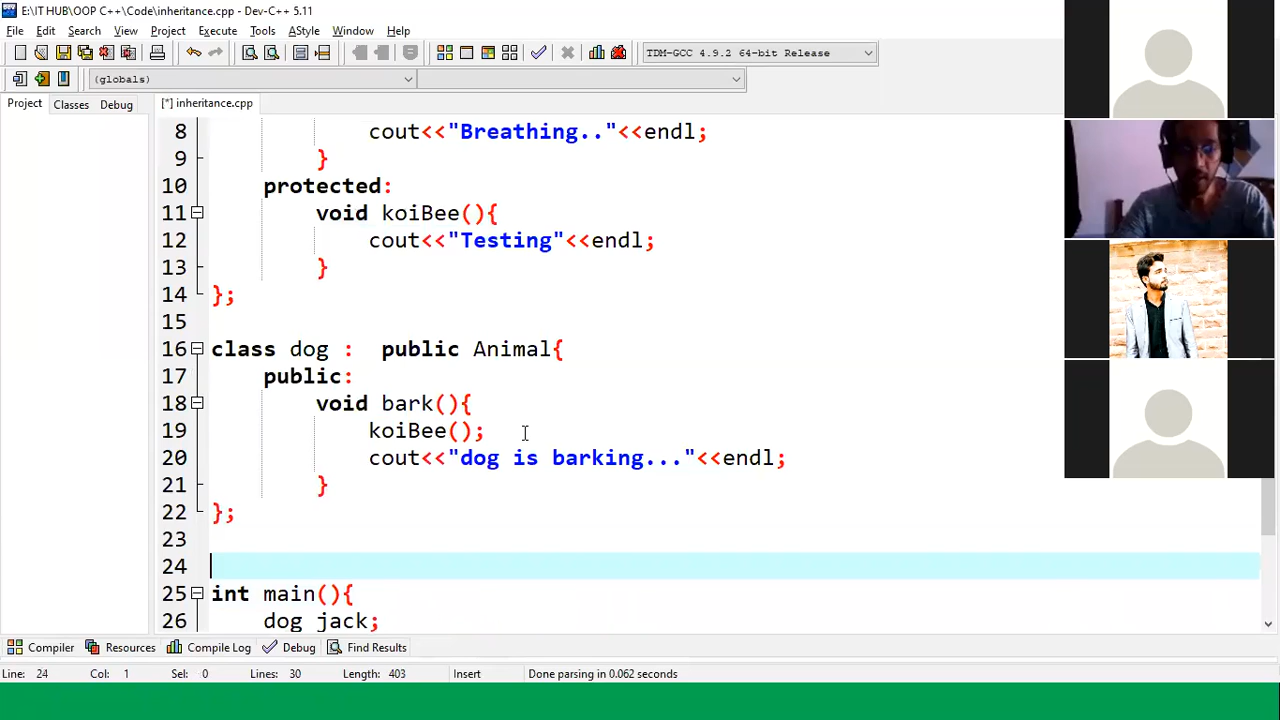 E:\IT HUB\OOP C++\Code\inheritance.cpp - Dev-C++ 5.11
File Edit Search View Project Execute Tools AStyle Window Help
TDM-GCC 4.9.2 64-bit Release
(globals)
Project Classes Debug [*] inheritance.cpp
8 cout<<"Breathing.."<<endl;
9 }
10 protected:
11 void koiBee(){
12 cout<<"Testing"<<endl;
13 }
14 };
15
16 class dog :  public Animal{
17 public:
18 void bark(){
19 koiBee();
20 cout<<"dog is barking..."<<endl;
21 }
22 };
23
24
25 int main(){
26 dog jack;
Compiler Resources Compile Log Debug Find Results
Line: 24 Col: 1 Sel: 0 Lines: 30 Length: 403 Insert Done parsing in 0.062 seconds